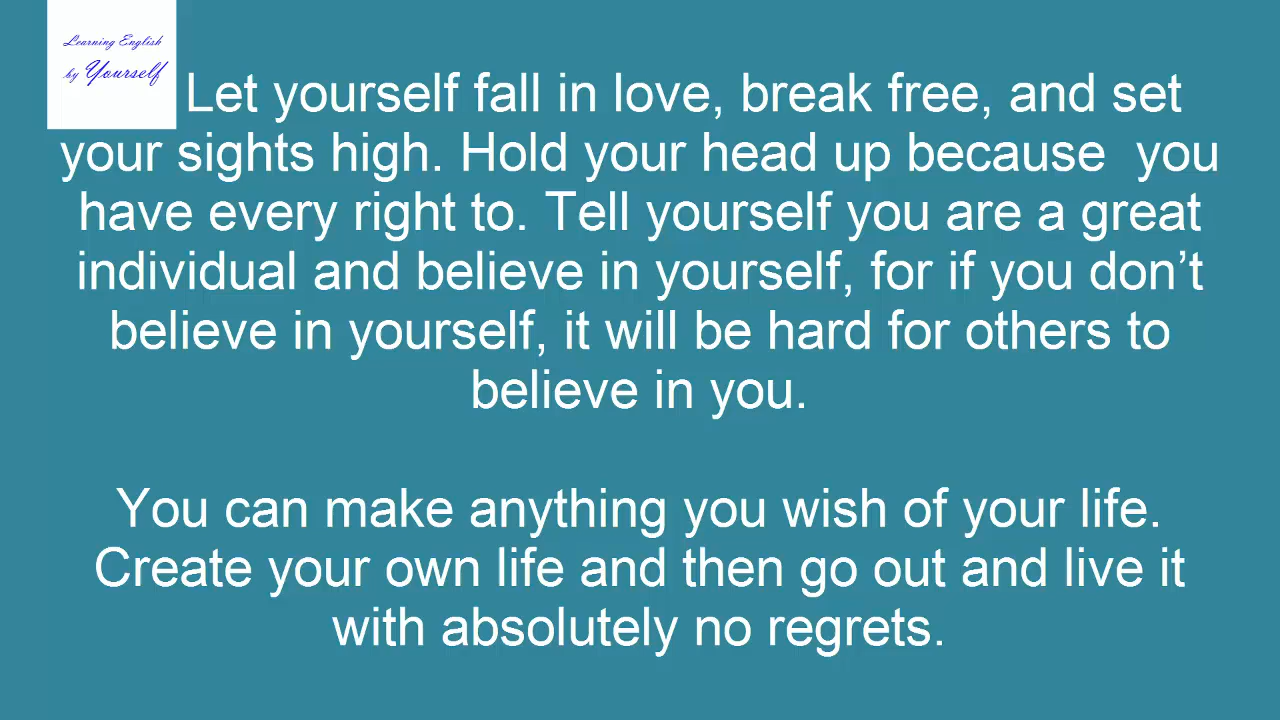 Learning English
by Yourself
Let yourself fall in love, break free, and set
your sights high. Hold your head up because  you
have every right to. Tell yourself you are a great
individual and believe in yourself, for if you don’t
believe in yourself, it will be hard for others to
believe in you.
You can make anything you wish of your life.
Create your own life and then go out and live it
with absolutely no regrets.